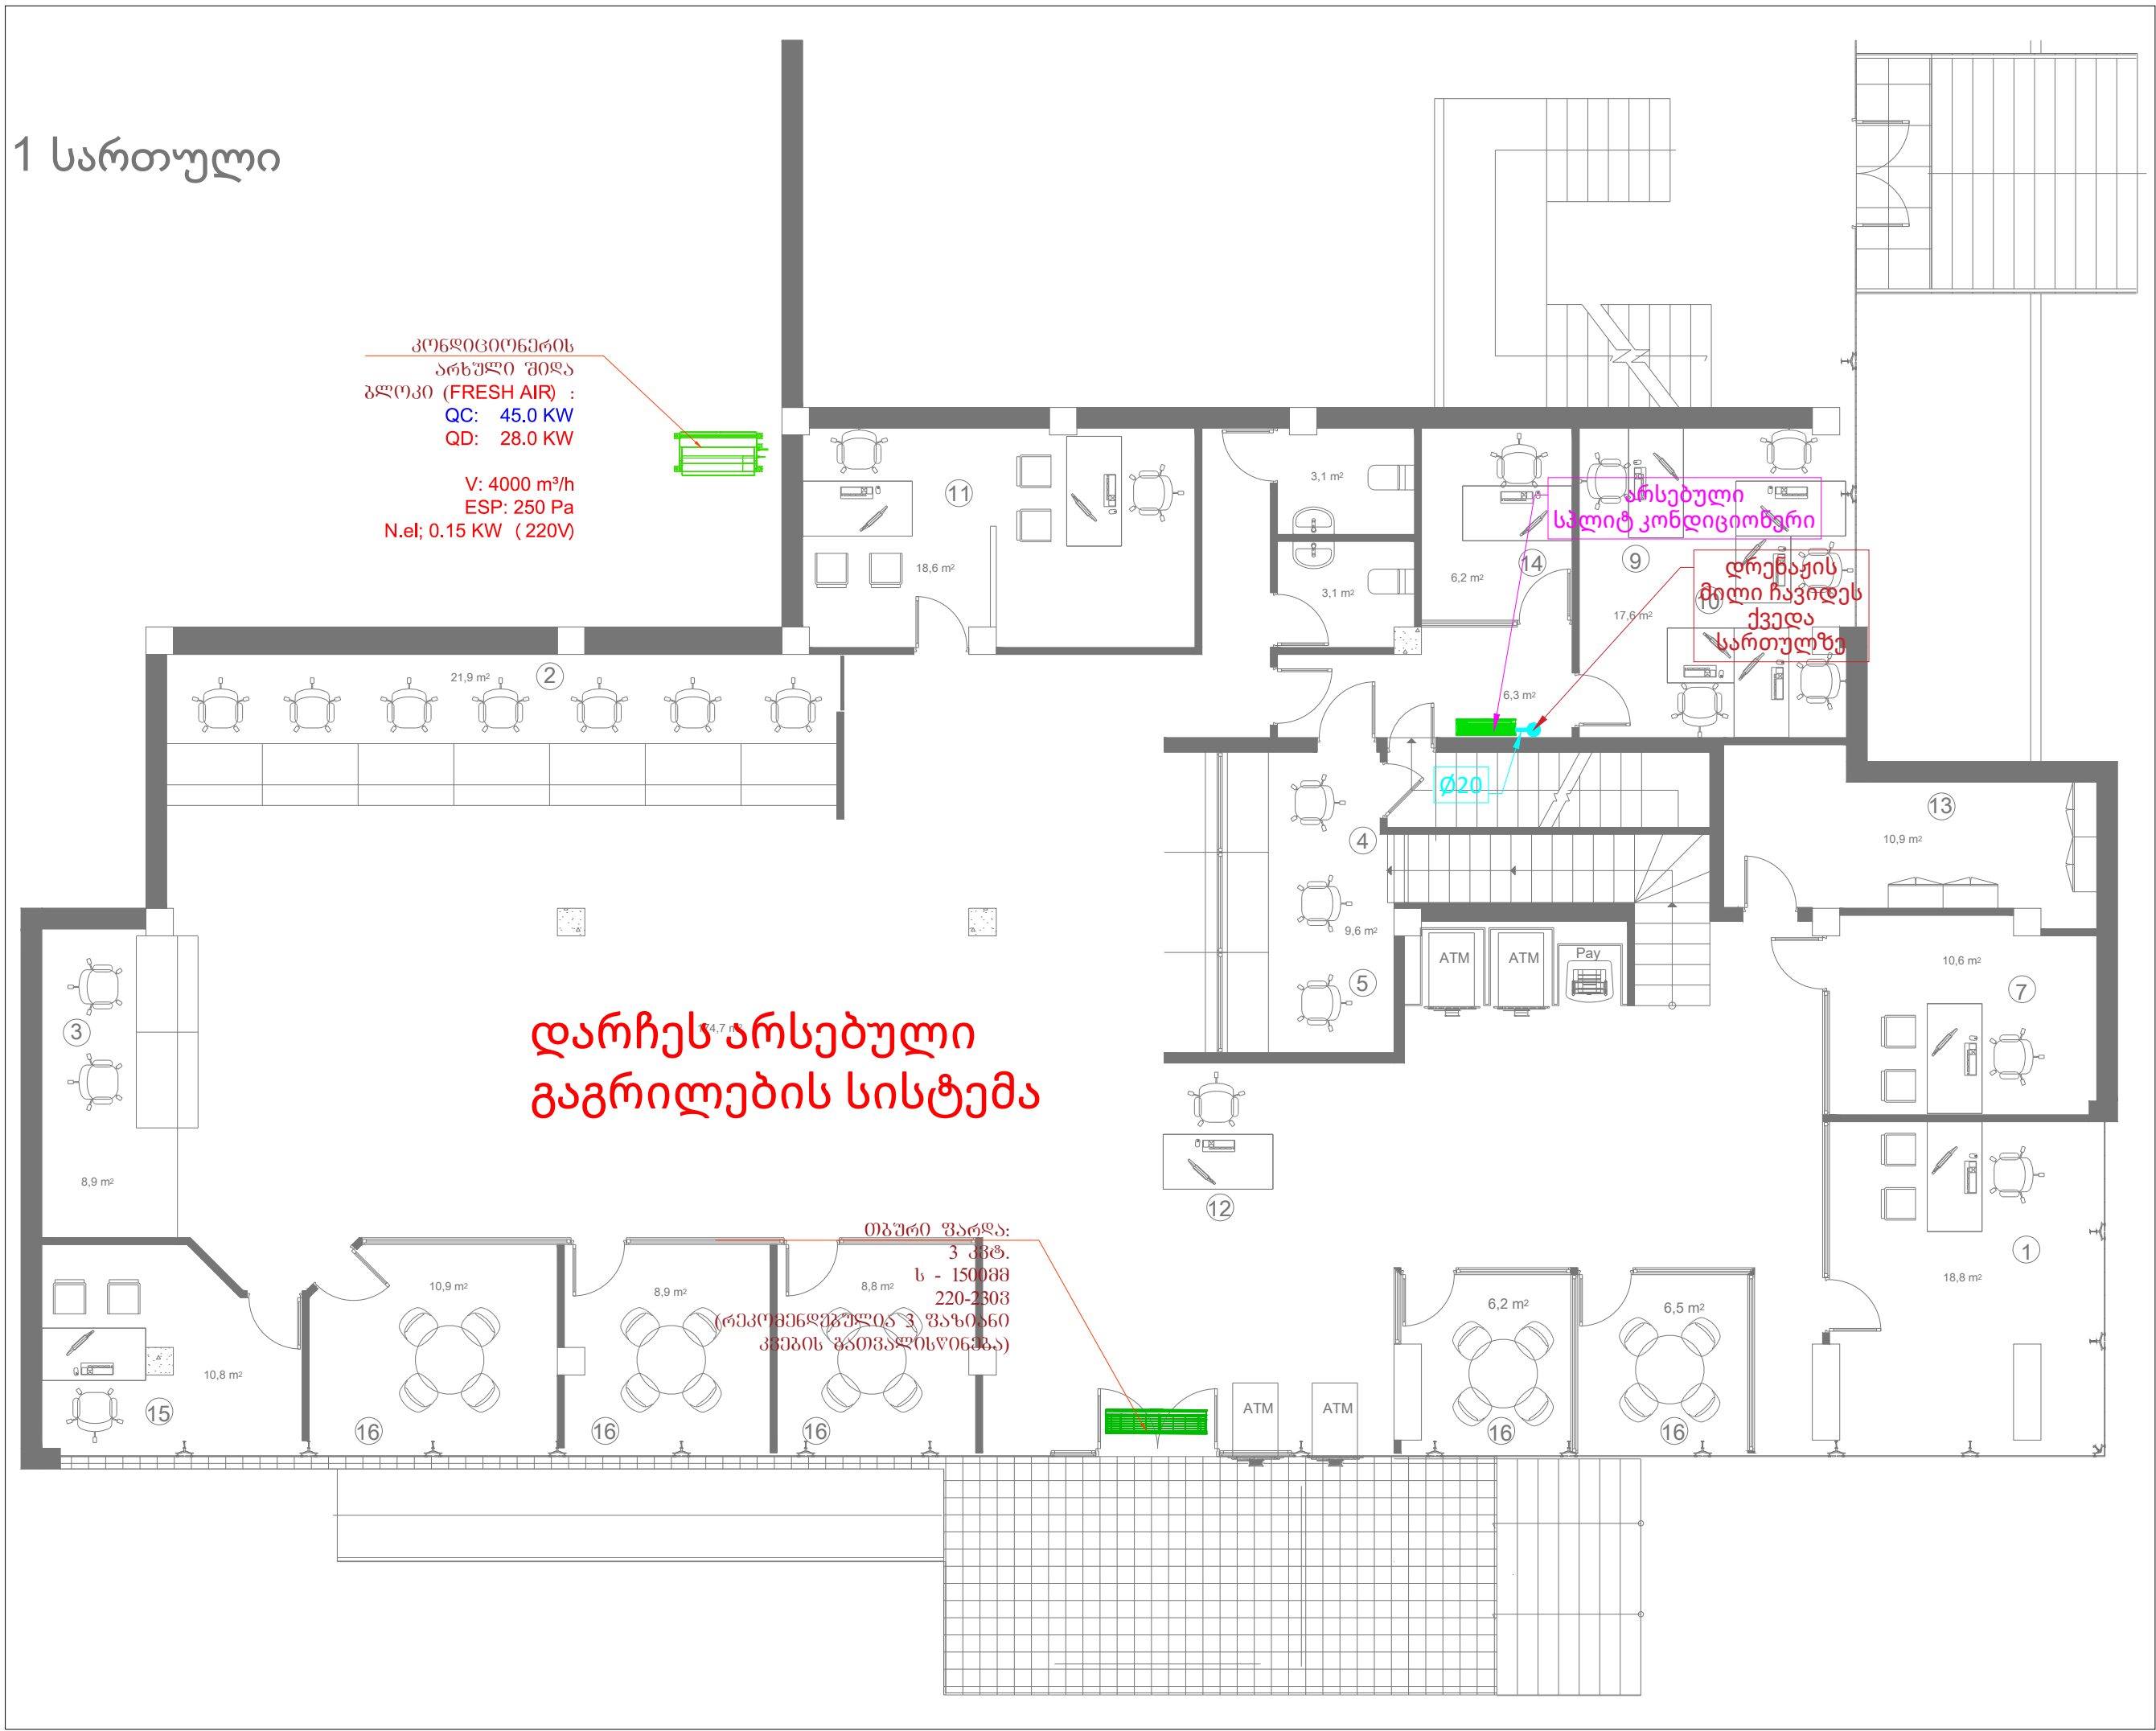 1 სართული
კონდიციონერის
არხული შიდა
ბლოკი (FRESH AIR) :
QC: 45.0 KW
QD: 28.0 KW
V: 4000 m³/h
ESP: 250 Pa
N.el; 0.15 KW ( 220V)
11
18,6 m²
3,1 m²
3,1 m²
6,2 m²
14
არსებული
სპლიტ კონდიციონერი
9
17,6 m²
10
დრენაჟის
მილი ჩავიდეს
ქვედა
სართულზე
6,3 m²
Ø20
21,9 m²
2
4
9,6 m²
5
13
10,9 m²
ATM
ATM
Pay
10,6 m²
7
3
8,9 m²
174,7 m²
დარჩეს არსებული
გაგრილების სისტემა
12
1
18,8 m²
თბური ფარდა:
3 კვტ.
ს - 1500მმ
220-230ვ
(რეკომენდებულია 3 ფაზიანი
კვების გათვალისწინება)
10,8 m²
15
10,9 m²
16
8,9 m²
16
8,8 m²
16
ATM
ATM
6,2 m²
16
6,5 m²
16